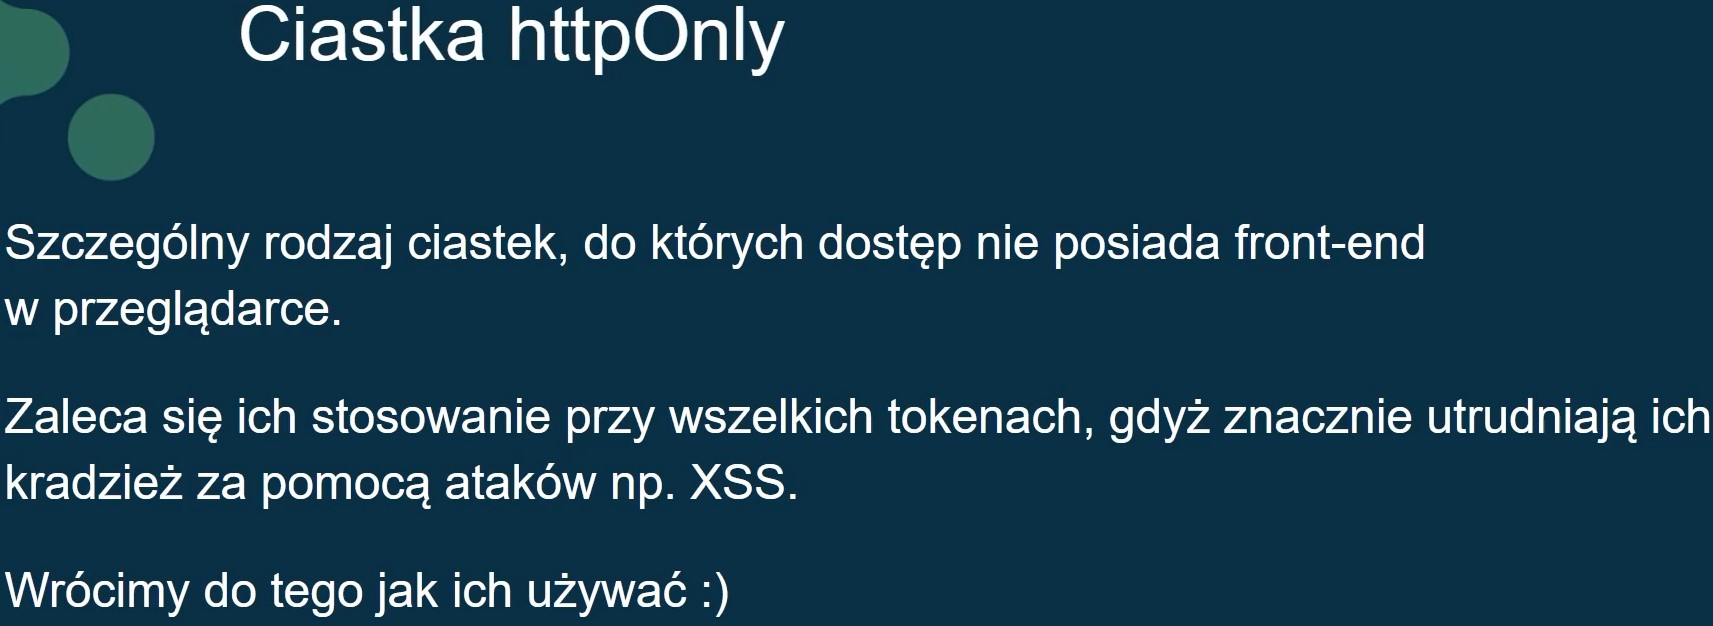 Ciastka httpOnly
Szczególny rodzaj ciastek, do których dostęp nie posiada front-end
w przeglądarce.
Zaleca się ich stosowanie przy wszelkich tokenach, gdyż znacznie utrudniają ich
kradzież za pomocą ataków np. XSS.
Wrócimy do tego jak ich używać :)